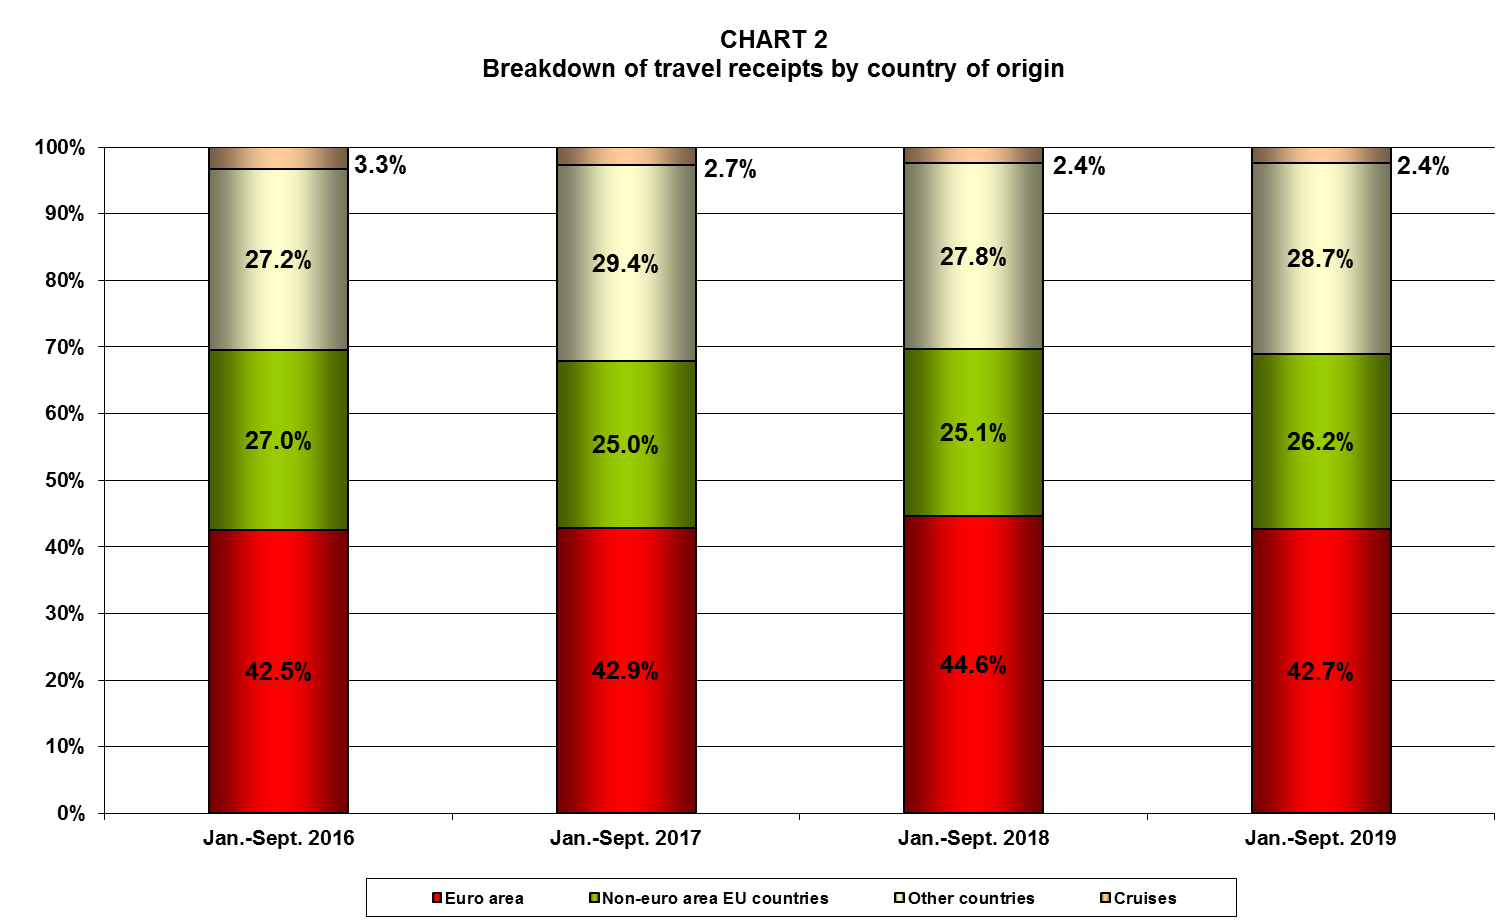 CHART 2
Breakdown of travel receipts by country of origin
100%
90%
80%
70%
60%
50%
40%
30%
20%
10%
0%
3.3%
27.2%
27.0%
42.5%
2.7%
29.4%
25.0%
42.9%
2.4%
27.8%
25.1%
44.6%
2.4%
28.7%
26.2%
42.7%
Jan.-Sept. 2016
Jan.-Sept. 2017
Jan.-Sept. 2018
Jan.-Sept. 2019
Euro area
Non-euro area EU countries
Other countries
Cruises